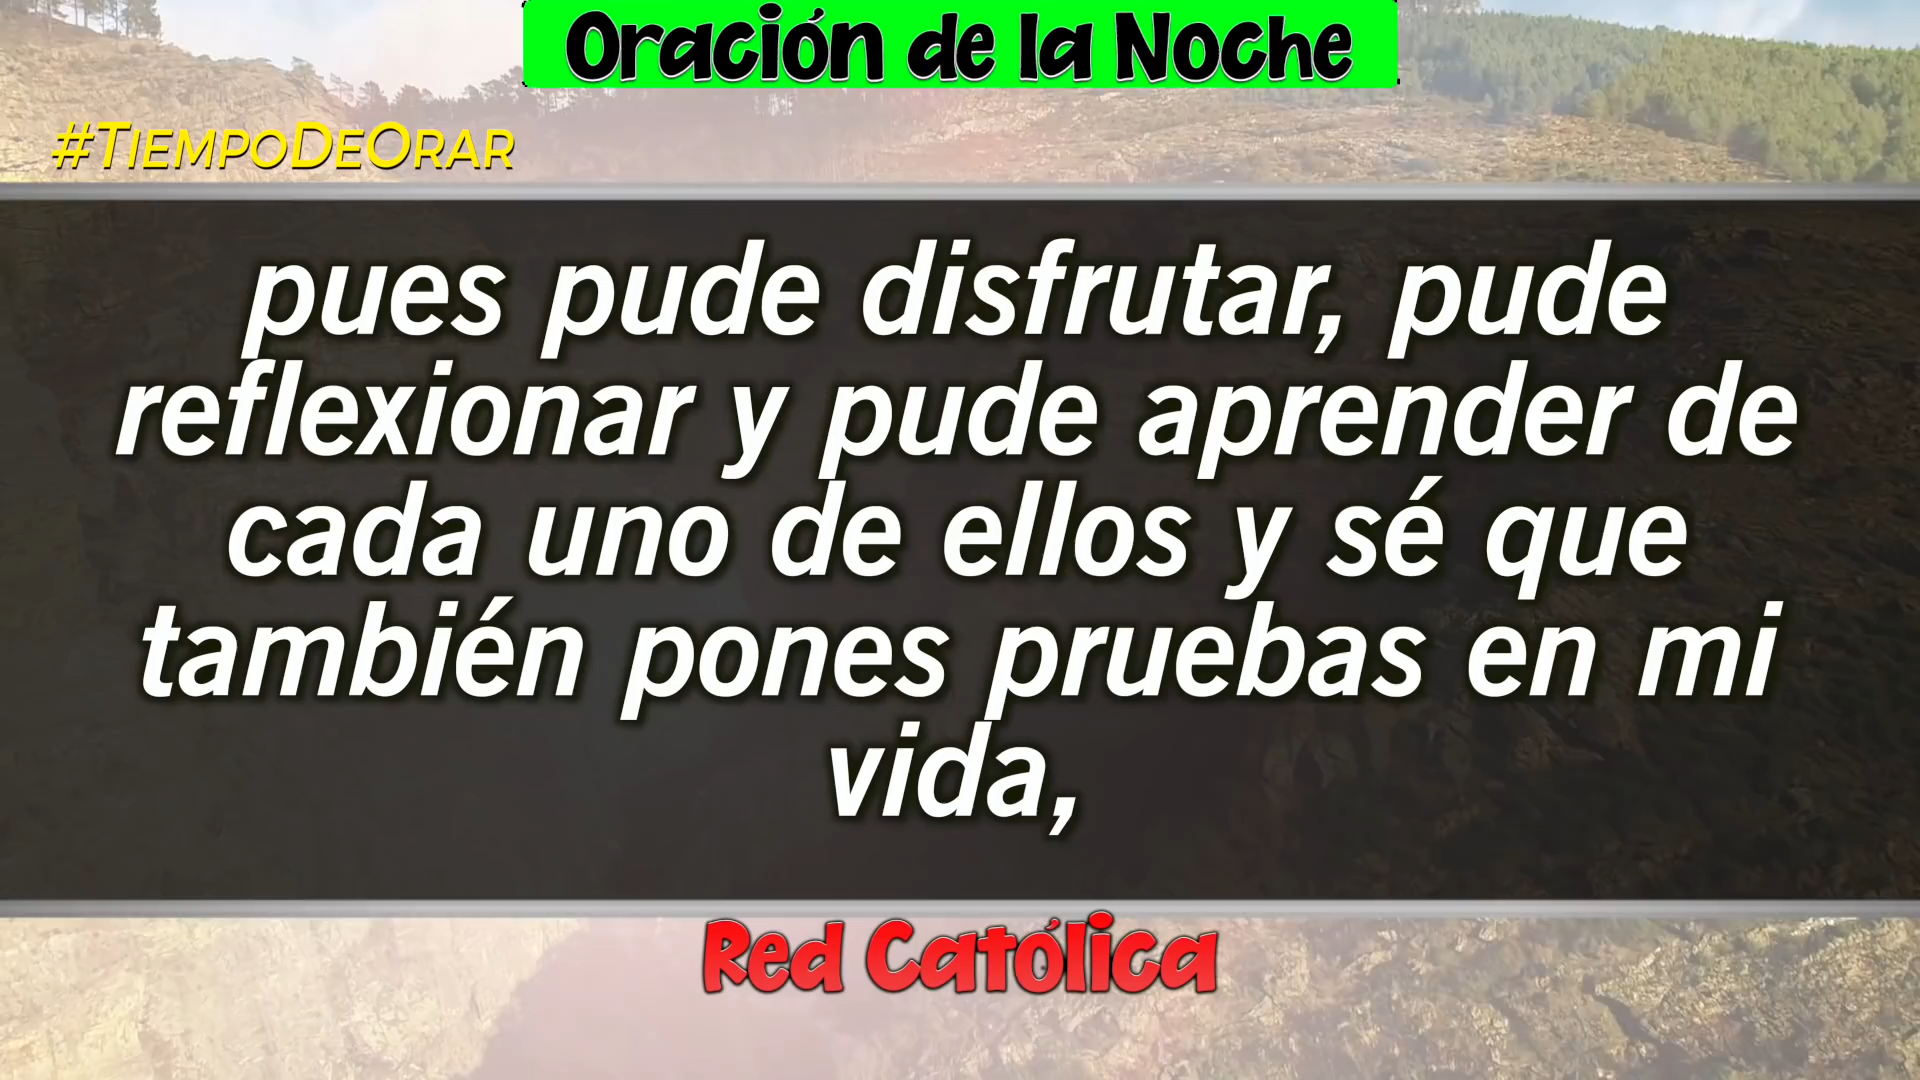 Oración de la Noche
#TiempoDeOrar
pues pude disfrutar, pude
reflexionar y pude aprender de
cada uno de ellos y sé que
también pones pruebas en mi
vida,
Red Católica